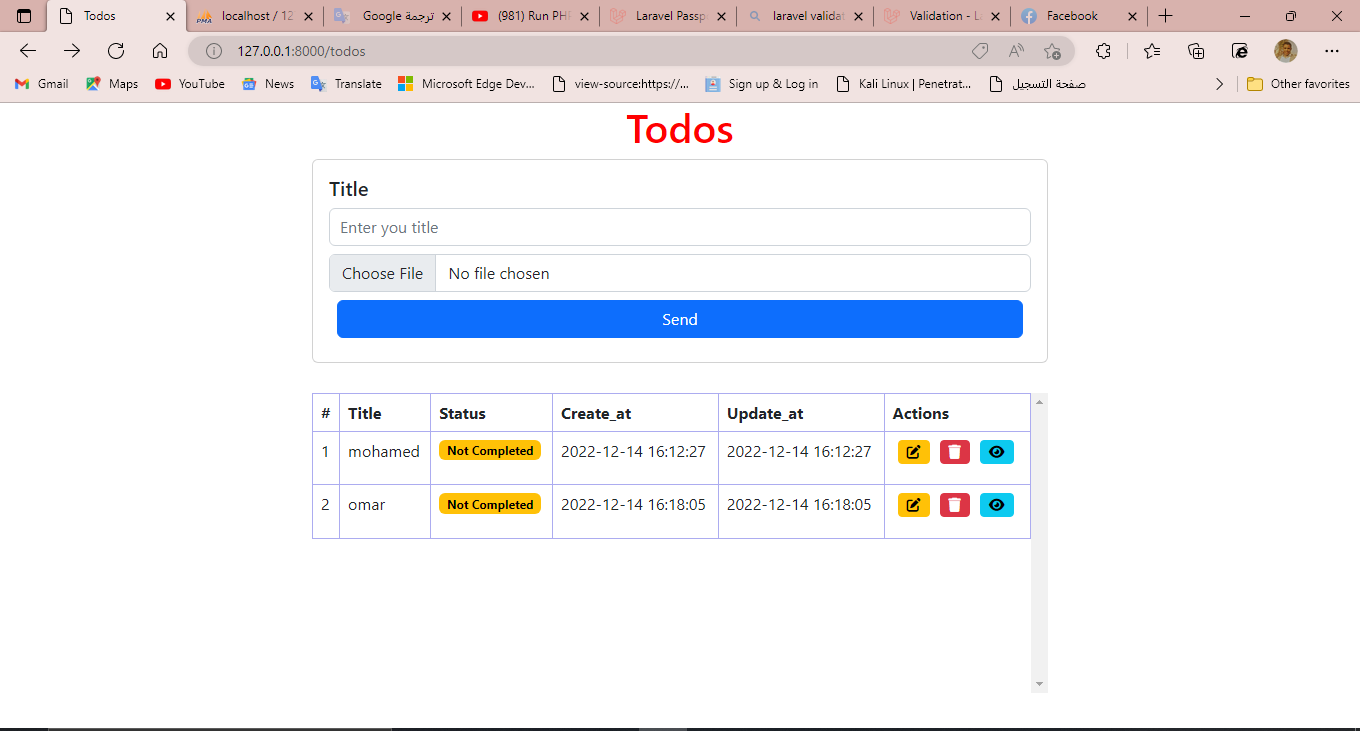 Todos
localhost / 12
ترجمة Google
(981) Run PH
Laravel Passp
laravel validat
Validation - L
Facebook
127.0.0.1:8000/todos
Gmail
Maps
YouTube
News
Translate
Microsoft Edge Dev...
view-source:https://...
Sign up & Log in
Kali Linux | Penetrat...
صفحة التسجيل
Other favorites
Todos
Title
Enter you title
Choose File No file chosen
Send
# Title Status Create_at Update_at Actions
1 mohamed Not Completed 2022-12-14 16:12:27 2022-12-14 16:12:27
2 omar Not Completed 2022-12-14 16:18:05 2022-12-14 16:18:05